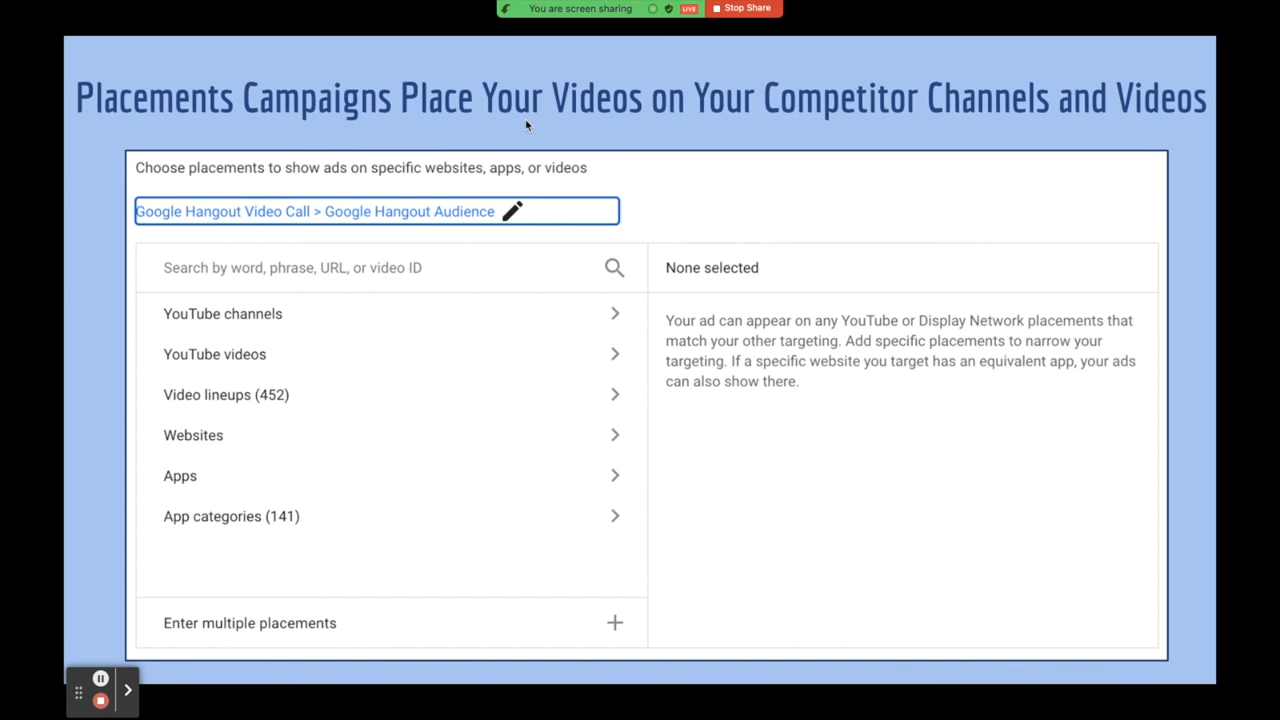 You are screen sharing LIVE Stop Share
Placements Campaigns Place Your Videos on Your Competitor Channels and Videos
Choose placements to show ads on specific websites, apps, or videos
Google Hangout Video Call > Google Hangout Audience
Search by word, phrase, URL, or video ID
YouTube channels
YouTube videos
Video lineups (452)
Websites
Apps
App categories (141)
Enter multiple placements
None selected
Your ad can appear on any YouTube or Display Network placements that
match your other targeting. Add specific placements to narrow your
targeting. If a specific website you target has an equivalent app, your ads
can also show there.